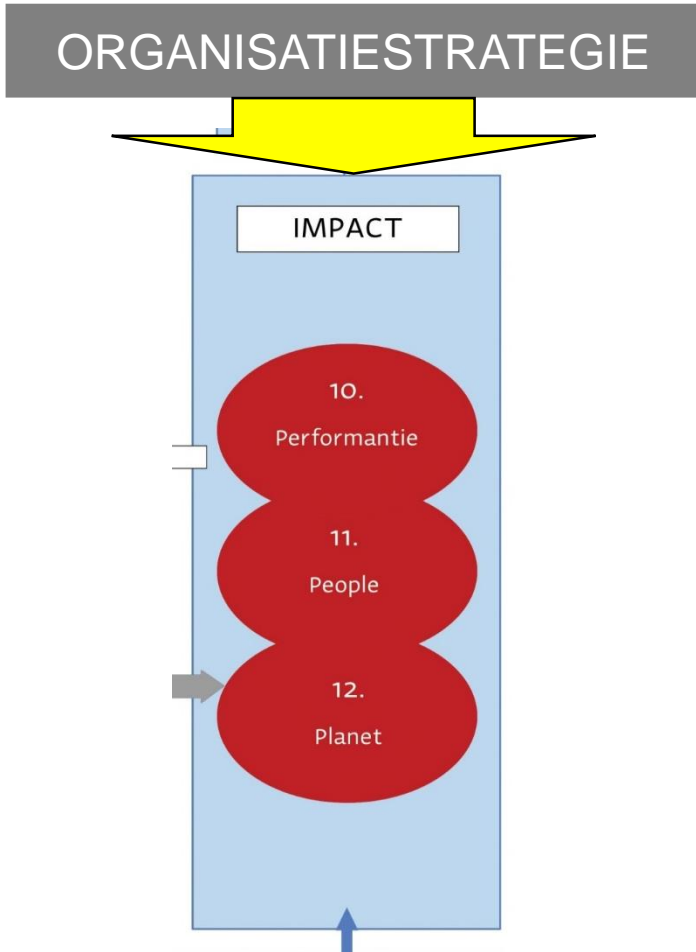 ORGANISATIESTRATEGIE
IMPACT
10.
Performantie
11.
People
12.
Planet